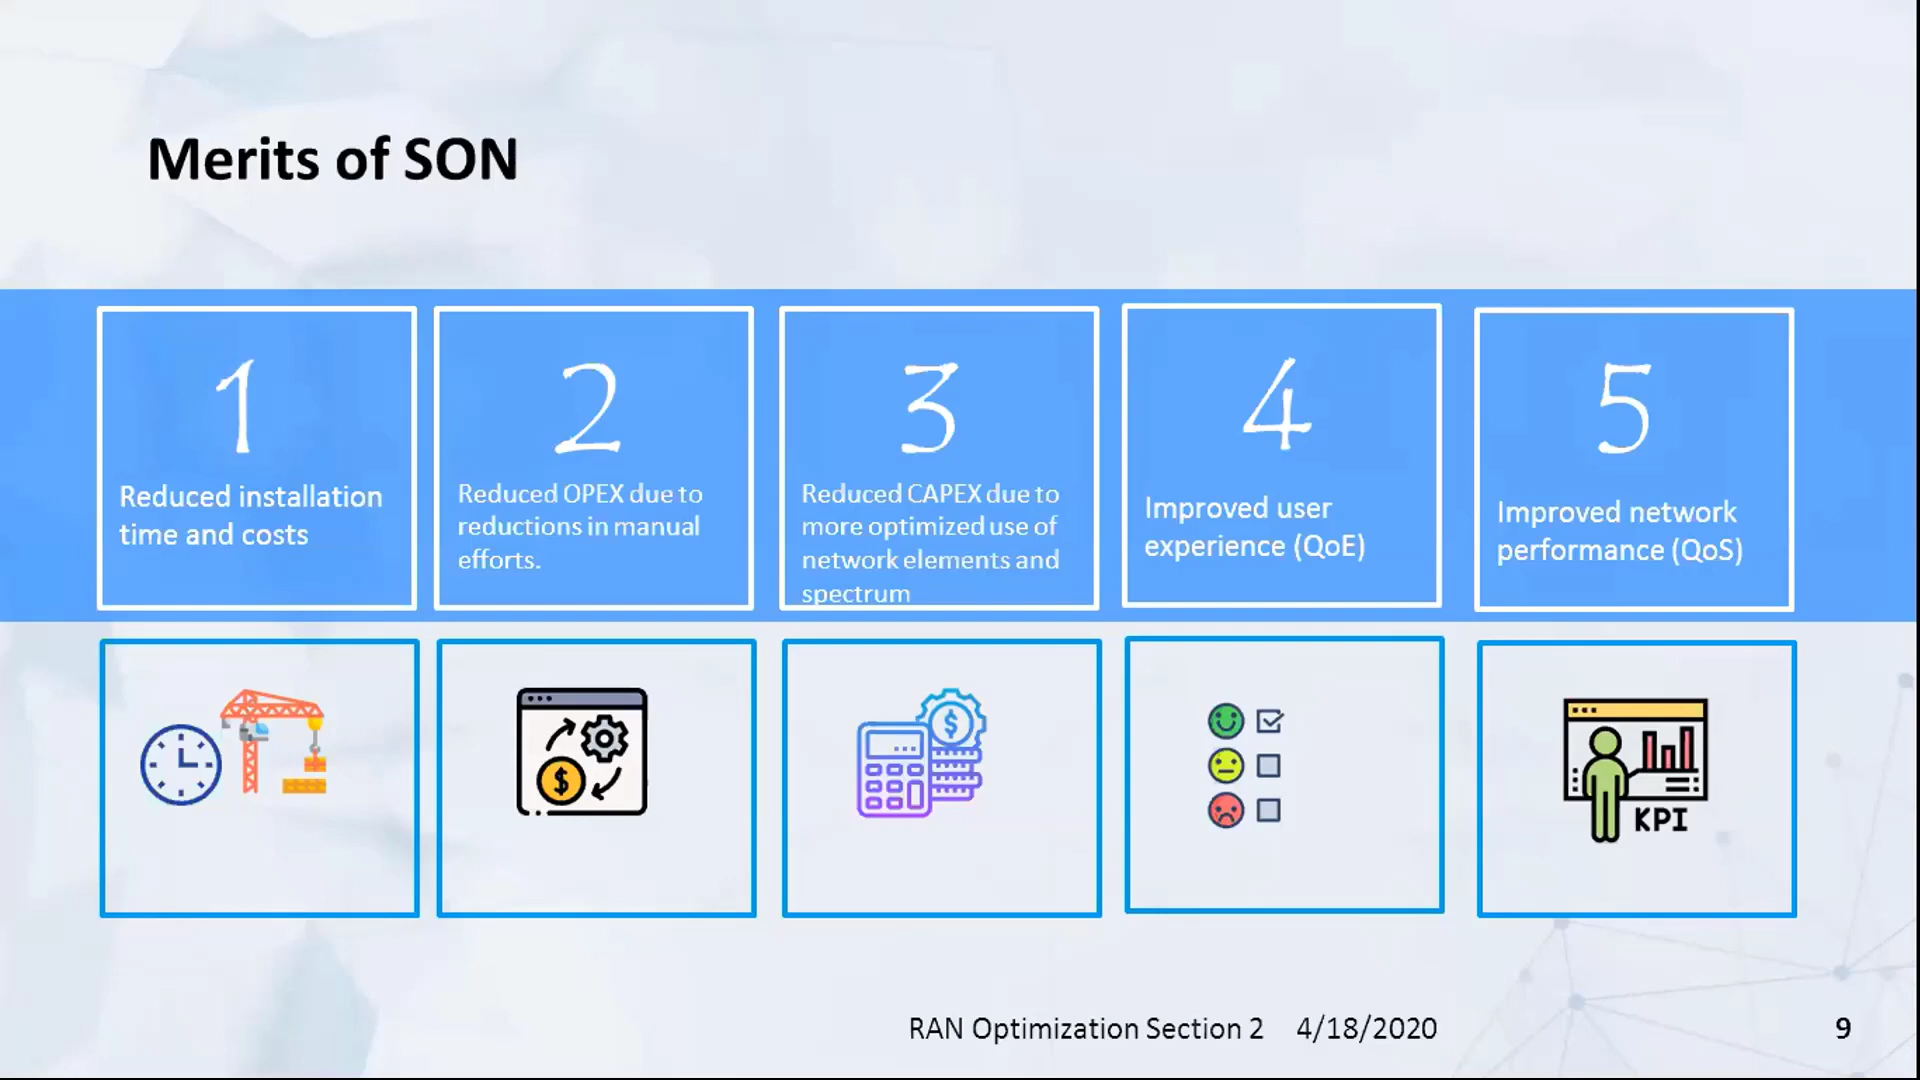 Merits of SON
1
Reduced installation
time and costs
2
Reduced OPEX due to
reductions in manual
efforts.
3
Reduced CAPEX due to
more optimized use of
network elements and
spectrum
4
Improved user
experience (QoE)
5
Improved network
performance (QoS)
$
$
KPI
RAN Optimization Section 2 4/18/2020 9